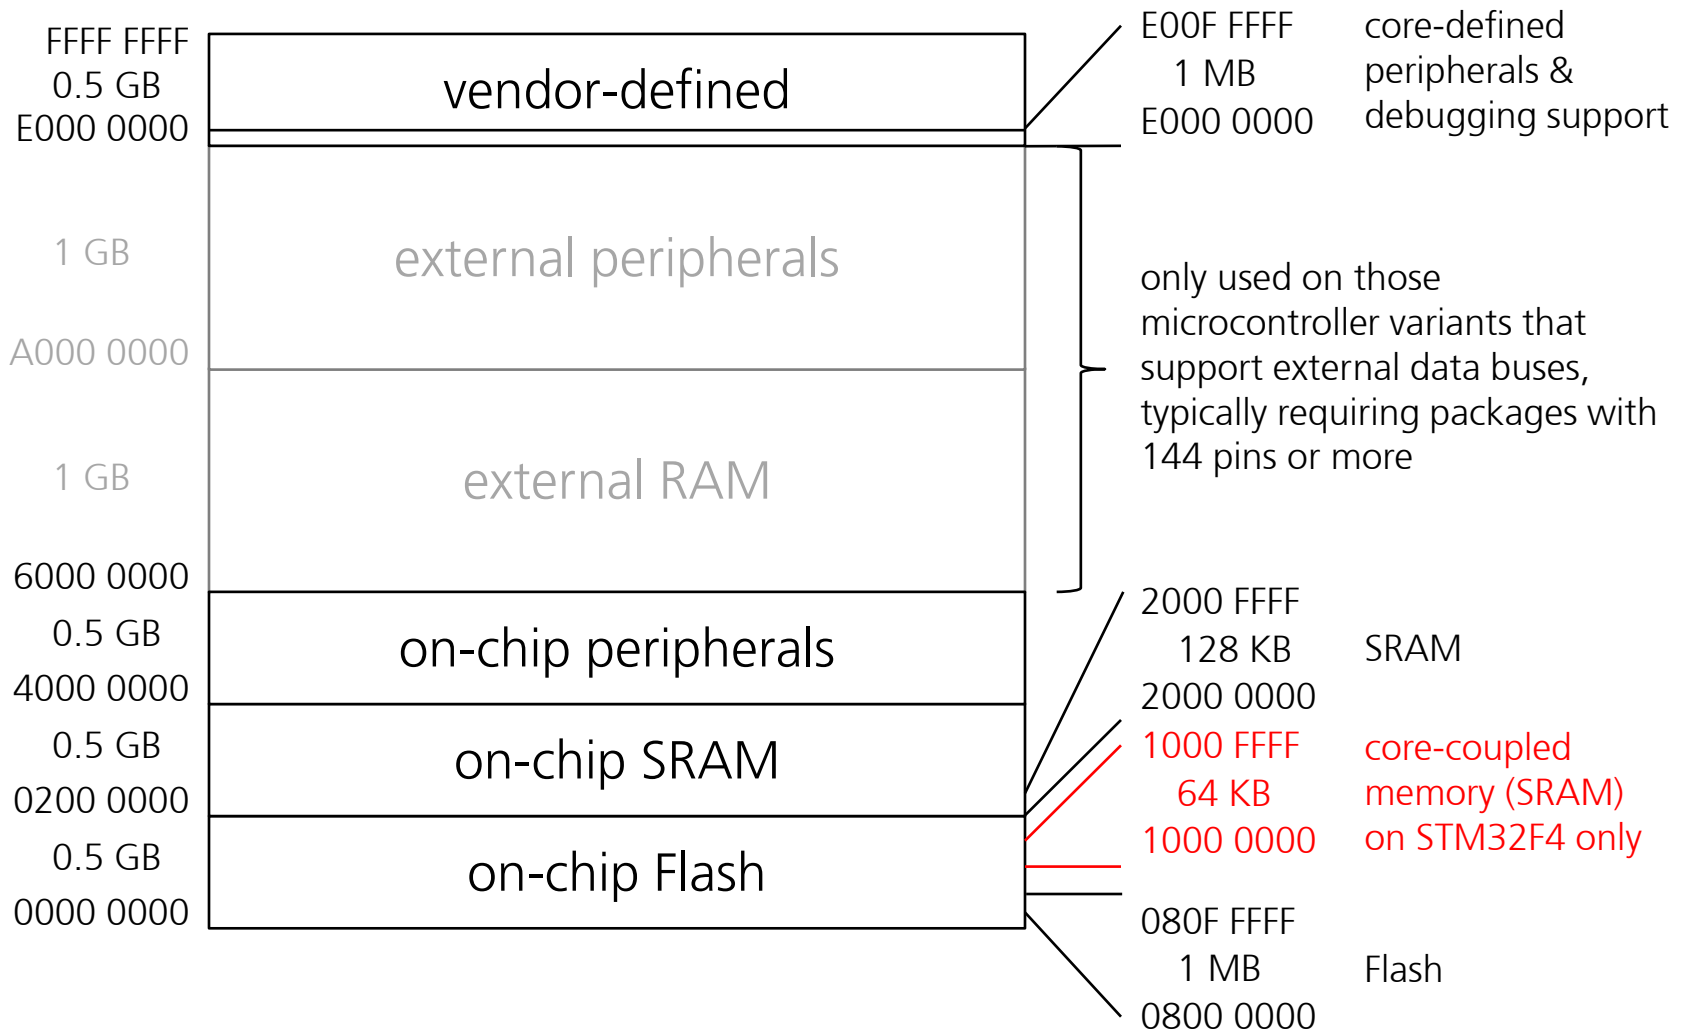 FFFF FFFF
0.5 GB
E000 0000
vendor-defined
E00F FFFF
1 MB
E000 0000
core-defined
peripherals &
debugging support
1 GB
external peripherals
A000 0000
only used on those
microcontroller variants that
support external data buses,
typically requiring packages with
144 pins or more
1 GB
external RAM
6000 0000
0.5 GB
on-chip peripherals
4000 0000
2000 FFFF
128 KB
SRAM
2000 0000
0.5 GB
on-chip SRAM
0200 0000
1000 FFFF
64 KB
1000 0000
core-coupled
memory (SRAM)
on STM32F4 only
0.5 GB
on-chip Flash
0000 0000
080F FFFF
1 MB
Flash
0800 0000